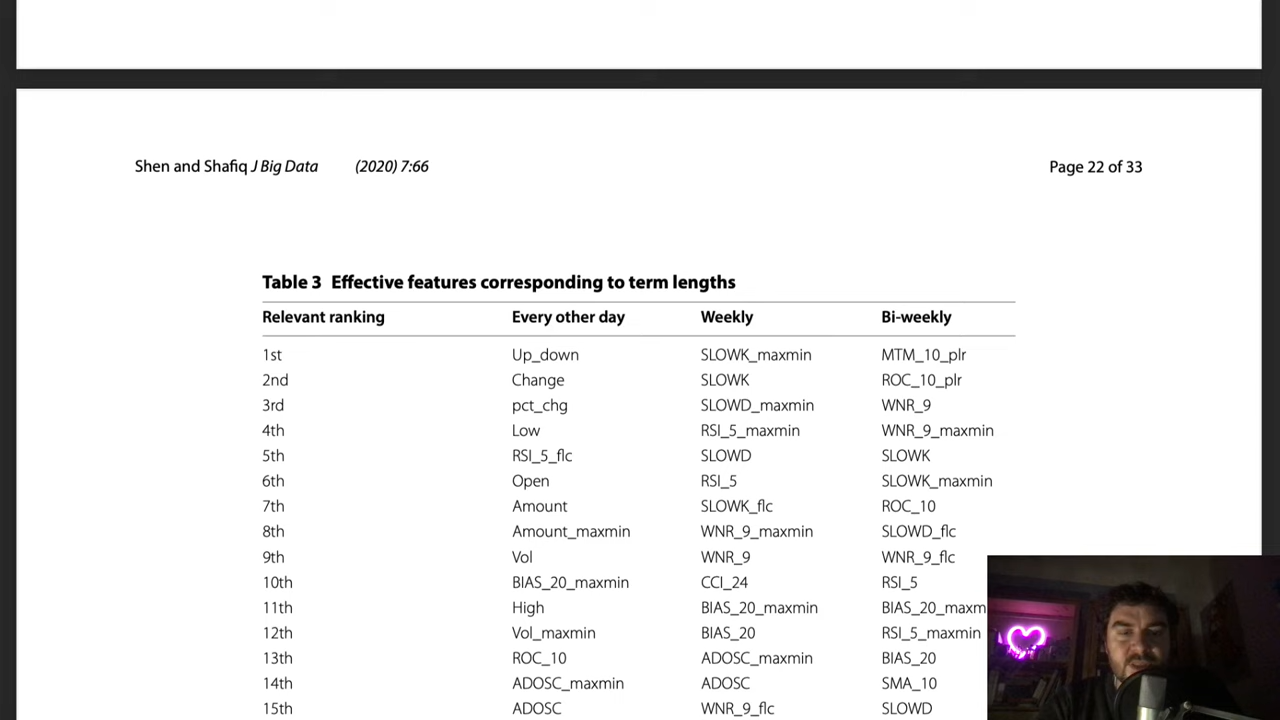 Shen and Shafiq J Big Data (2020) 7:66 Page 22 of 33
Table 3 Effective features corresponding to term lengths
Relevant ranking Every other day Weekly Bi-weekly
1st Up_down SLOWK_maxmin MTM_10_plr
2nd Change SLOWK ROC_10_plr
3rd pct_chg SLOWD_maxmin WNR_9
4th Low RSI_5_maxmin WNR_9_maxmin
5th RSI_5_flc SLOWD SLOWK
6th Open RSI_5 SLOWK_maxmin
7th Amount SLOWK_flc ROC_10
8th Amount_maxmin WNR_9_maxmin SLOWD_flc
9th Vol WNR_9 WNR_9_flc
10th BIAS_20_maxmin CCI_24 RSI_5
11th High BIAS_20_maxmin BIAS_20_maxm
12th Vol_maxmin BIAS_20 RSI_5_maxmin
13th ROC_10 ADOSC_maxmin BIAS_20
14th ADOSC_maxmin ADOSC SMA_10
15th ADOSC WNR_9_flc SLOWD